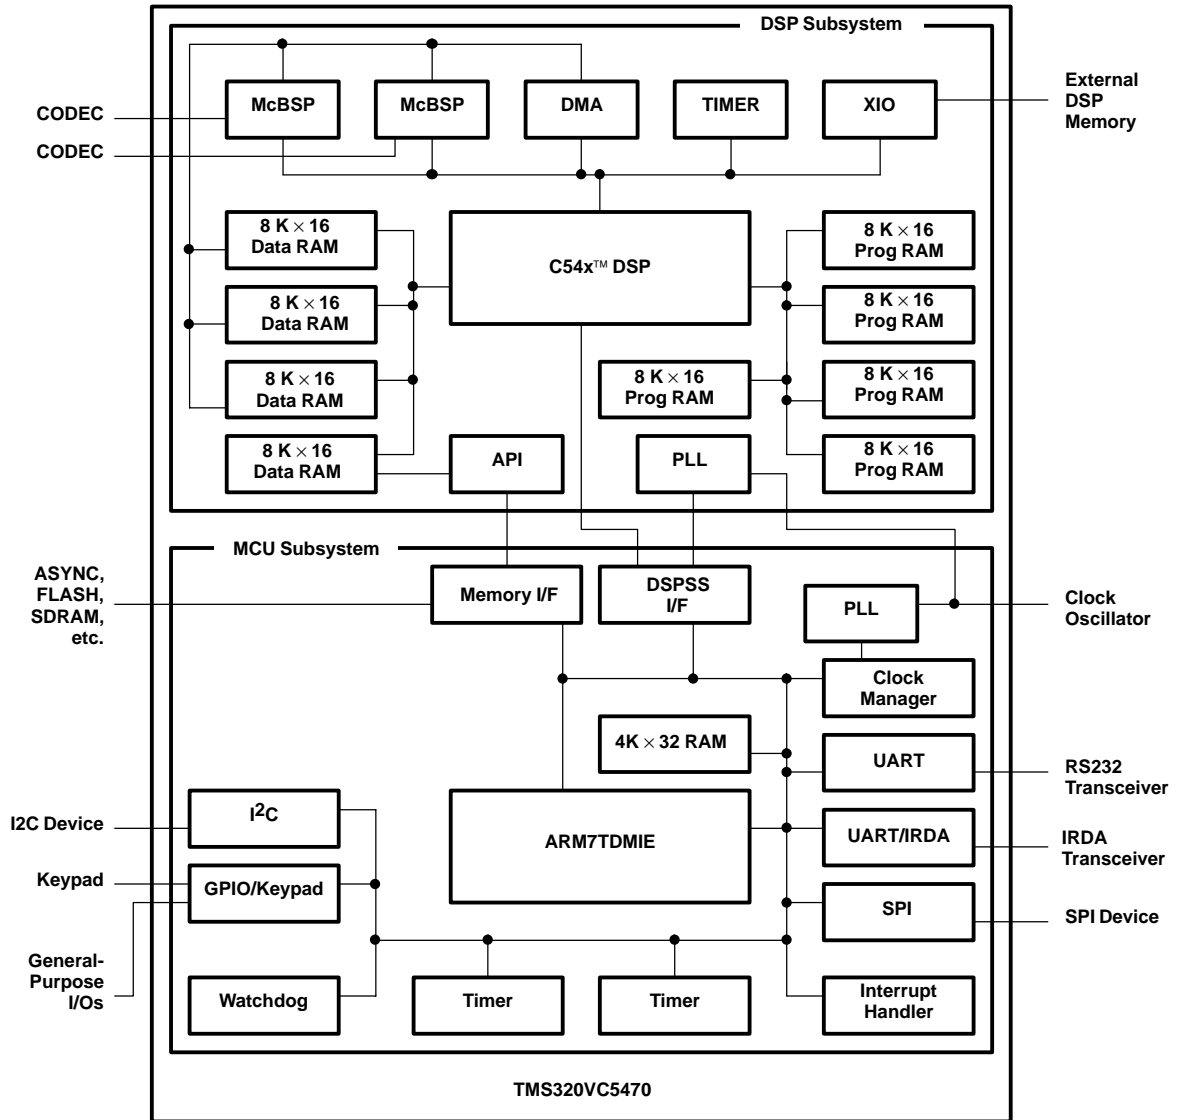 DSP Subsystem
McBSP
McBSP
DMA
TIMER
XIO
External
DSP
Memory
CODEC
CODEC
8 K × 16
Data RAM
8 K × 16
Data RAM
8 K × 16
Data RAM
8 K × 16
Data RAM
C54x™ DSP
8 K × 16
Prog RAM
8 K × 16
Prog RAM
8 K × 16
Prog RAM
8 K × 16
Prog RAM
8 K × 16
Prog RAM
API
PLL
MCU Subsystem
ASYNC,
FLASH,
SDRAM,
etc.
Memory I/F
DSPSS
I/F
PLL
Clock
Oscillator
Clock
Manager
4K × 32 RAM
UART
RS232
Transceiver
I2C Device
I²C
ARM7TDMIE
UART/IRDA
IRDA
Transceiver
Keypad
GPIO/Keypad
SPI
SPI Device
General-
Purpose
I/Os
Watchdog
Timer
Timer
Interrupt
Handler
TMS320VC5470